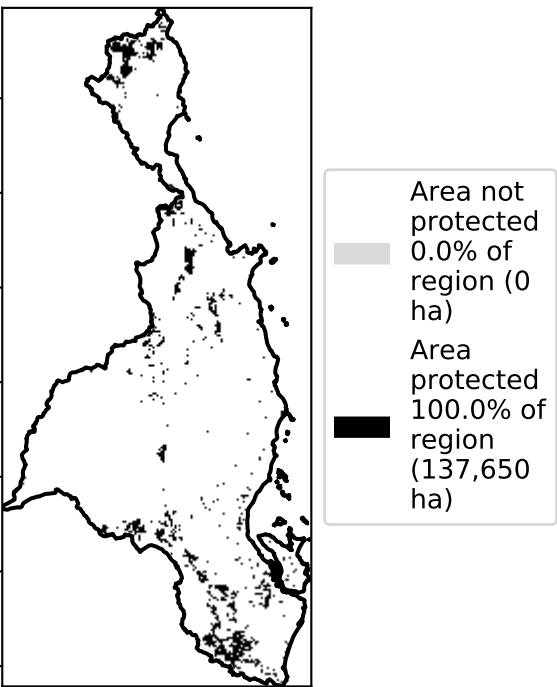 Area not
protected
0.0% of
region (0
ha)
Area
protected
100.0% of
region
(137,650
ha)